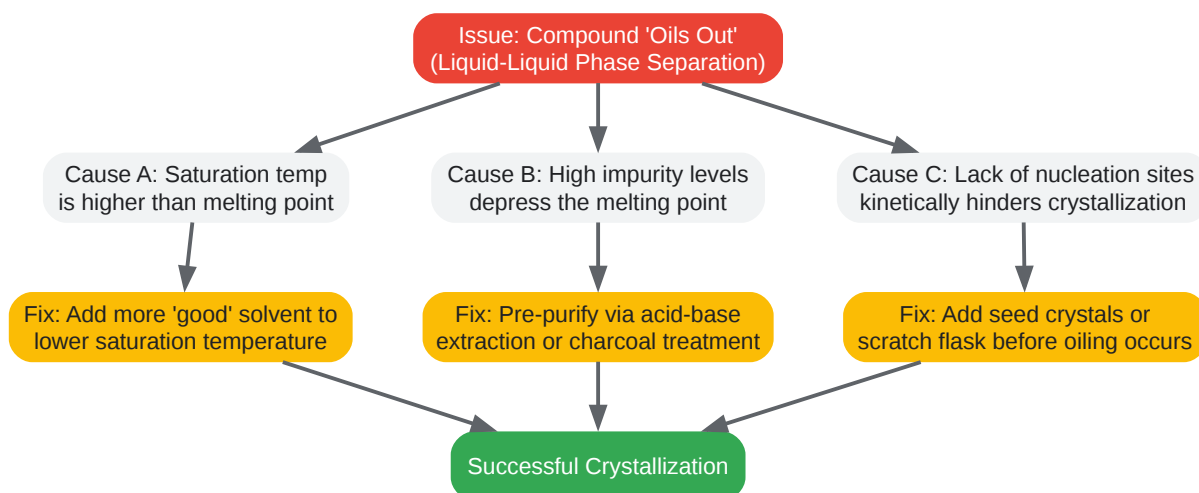 Issue: Compound 'Oils Out'
(Liquid-Liquid Phase Separation)
Cause A: Saturation temp
is higher than melting point
Cause B: High impurity levels
depress the melting point
Cause C: Lack of nucleation sites
kinetically hinders crystallization
Fix: Add more 'good' solvent to
lower saturation temperature
Fix: Pre-purify via acid-base
extraction or charcoal treatment
Fix: Add seed crystals or
scratch flask before oiling occurs
Successful Crystallization